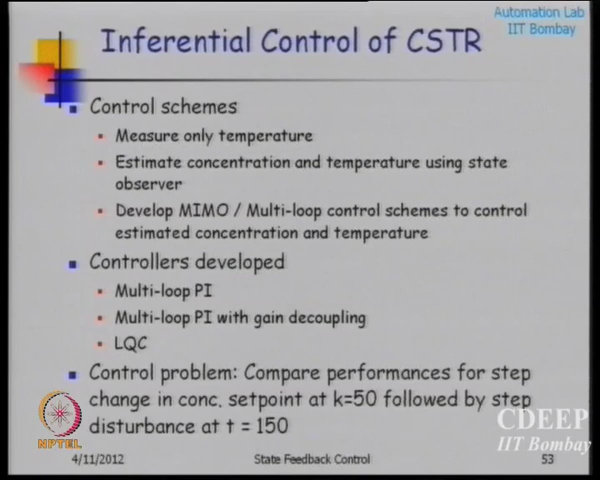 Automation Lab
IIT Bombay
Inferential Control of CSTR
Control schemes
Measure only temperature
Estimate concentration and temperature using state
observer
Develop MIMO / Multi-loop control schemes to control
estimated concentration and temperature
Controllers developed
Multi-loop PI
Multi-loop PI with gain decoupling
LQC
Control problem: Compare performances for step
change in conc. setpoint at k=50 followed by step
disturbance at t = 150
NPTEL
CDEEP
IIT Bombay
4/11/2012 State Feedback Control 53